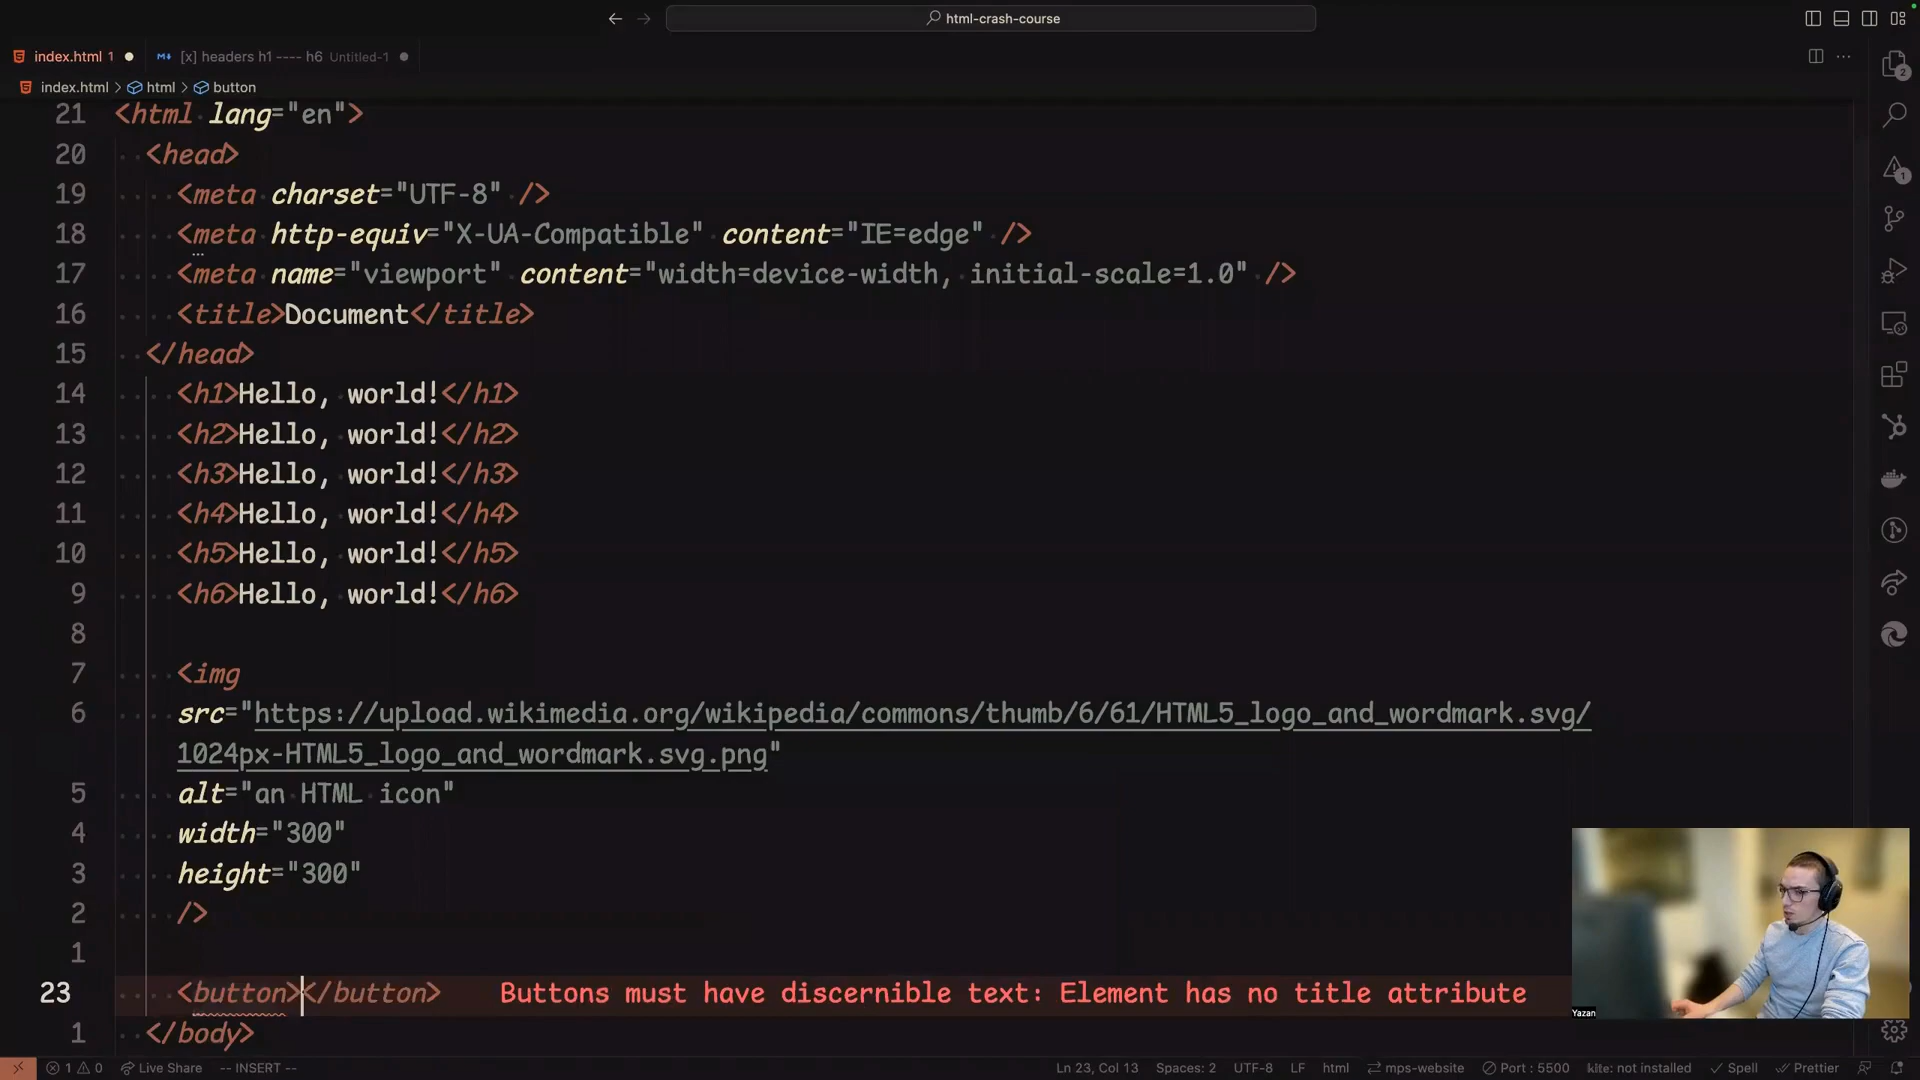 html-crash-course
index.html 1
[x] headers h1 ---- h6 Untitled-1
index.html > html > button
21 <html lang="en">
20 <head>
19 <meta charset="UTF-8" />
18 <meta http-equiv="X-UA-Compatible" content="IE=edge" />
17 <meta name="viewport" content="width=device-width, initial-scale=1.0" />
16 <title>Document</title>
15 </head>
14 <h1>Hello, world!</h1>
13 <h2>Hello, world!</h2>
12 <h3>Hello, world!</h3>
11 <h4>Hello, world!</h4>
10 <h5>Hello, world!</h5>
9 <h6>Hello, world!</h6>
8
7 <img
6 src="https://upload.wikimedia.org/wikipedia/commons/thumb/6/61/HTML5_logo_and_wordmark.svg/
1024px-HTML5_logo_and_wordmark.svg.png"
5 alt="an HTML icon"
4 width="300"
3 height="300"
2 />
1
23 <button></button> Buttons must have discernible text: Element has no title attribute
1 </body>
2
1
Yazan
1 0 Live Share -- INSERT -- Ln 23, Col 13 Spaces: 2 UTF-8 LF html mps-website Port : 5500 kite: not installed Spell Prettier